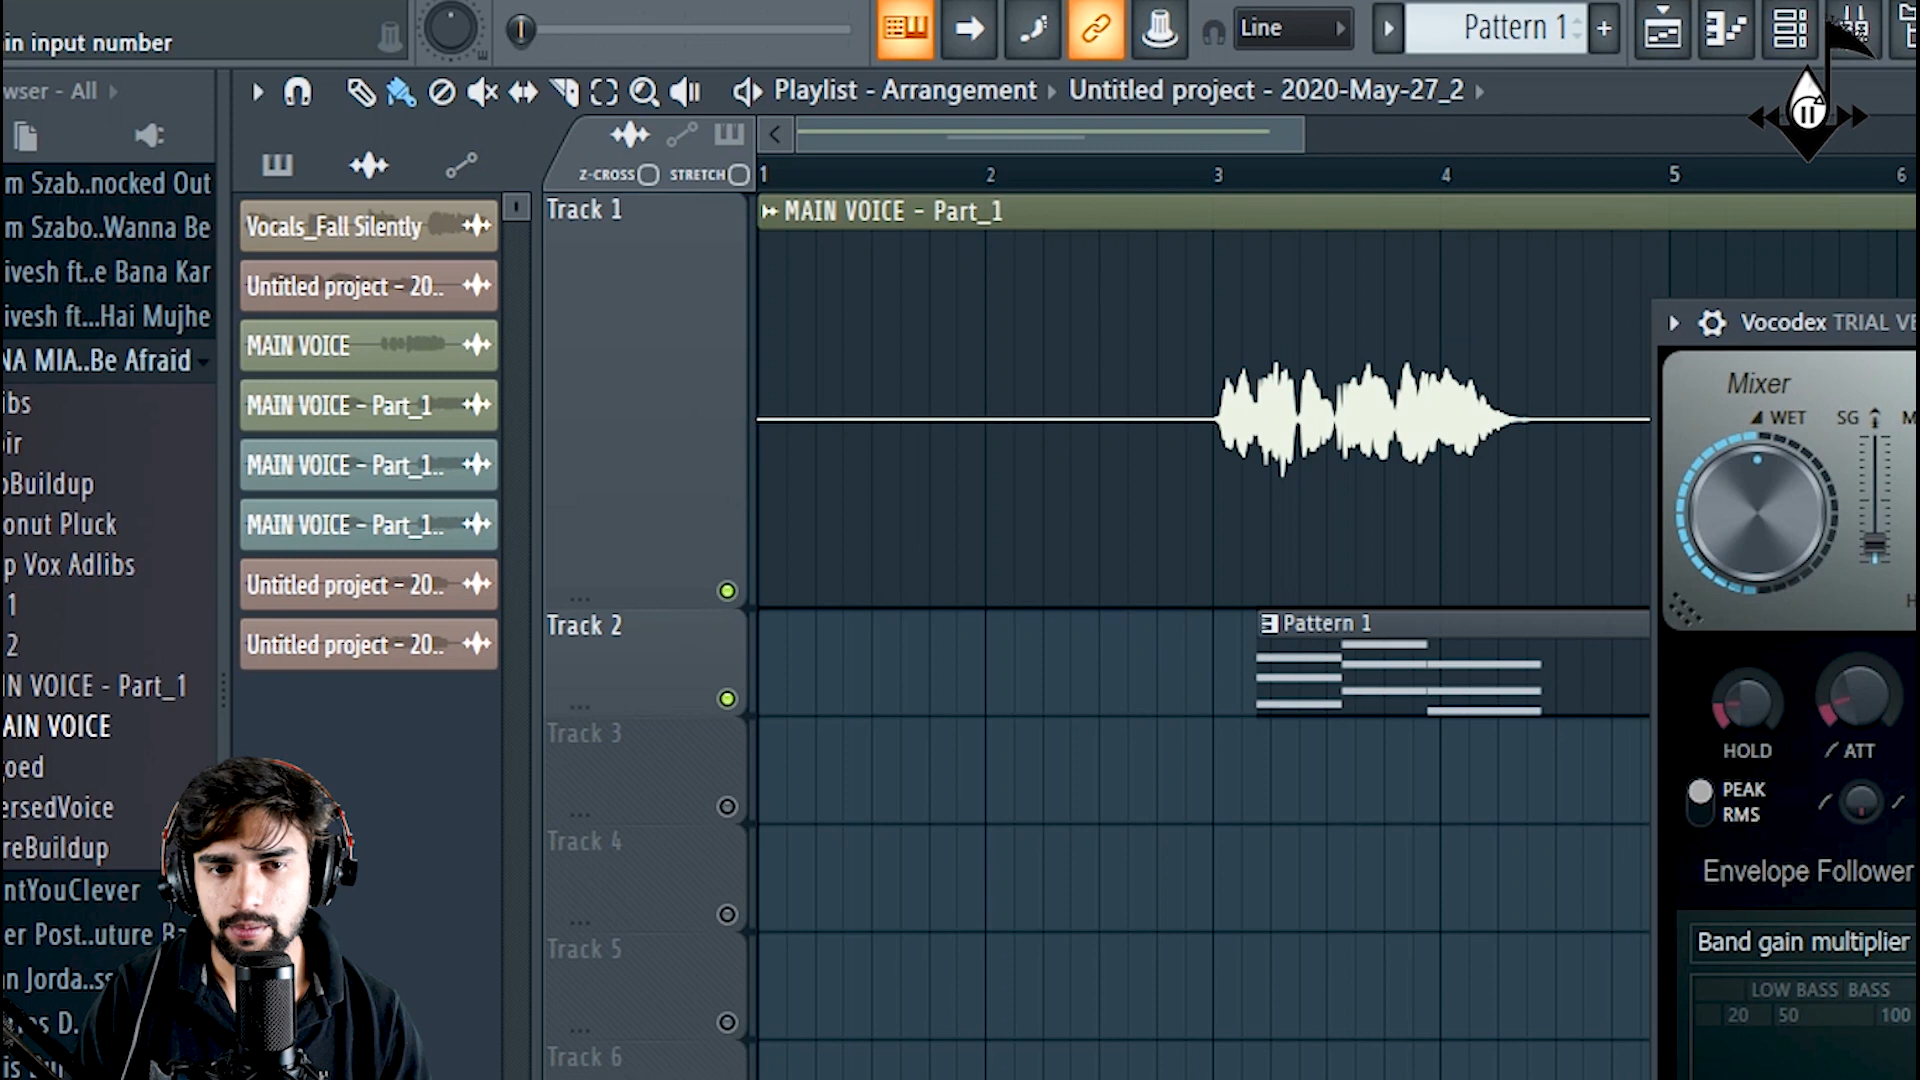 in input number
Line
Pattern 1
wser - All
Playlist - Arrangement
Untitled project - 2020-May-27_2
Z-CROSS
STRETCH
1
2
3
4
5
6
m Szab..nocked Out
m Szabo..Wanna Be
ivesh ft..e Bana Kar
ivesh ft...Hai Mujhe
NA MIA..Be Afraid
ibs
ir
oBuildup
onut Pluck
p Vox Adlibs
1
2
IN VOICE - Part_1
AIN VOICE
oed
ersedVoice
reBuildup
ntYouClever
er Post..uture Ba
n Jorda..ss
D.
Vocals_Fall Silently
Untitled project - 20..
MAIN VOICE
MAIN VOICE - Part_1
MAIN VOICE - Part_1..
MAIN VOICE - Part_1..
Untitled project - 20..
Untitled project - 20..
Track 1
MAIN VOICE - Part_1
Track 2
Pattern 1
Track 3
Track 4
Track 5
Track 6
Vocodex TRIAL VE
Mixer
WET
SG
M
HOLD
ATT
PEAK
RMS
Envelope Follower
Band gain multiplier
LOW BASS
BASS
20
50
100